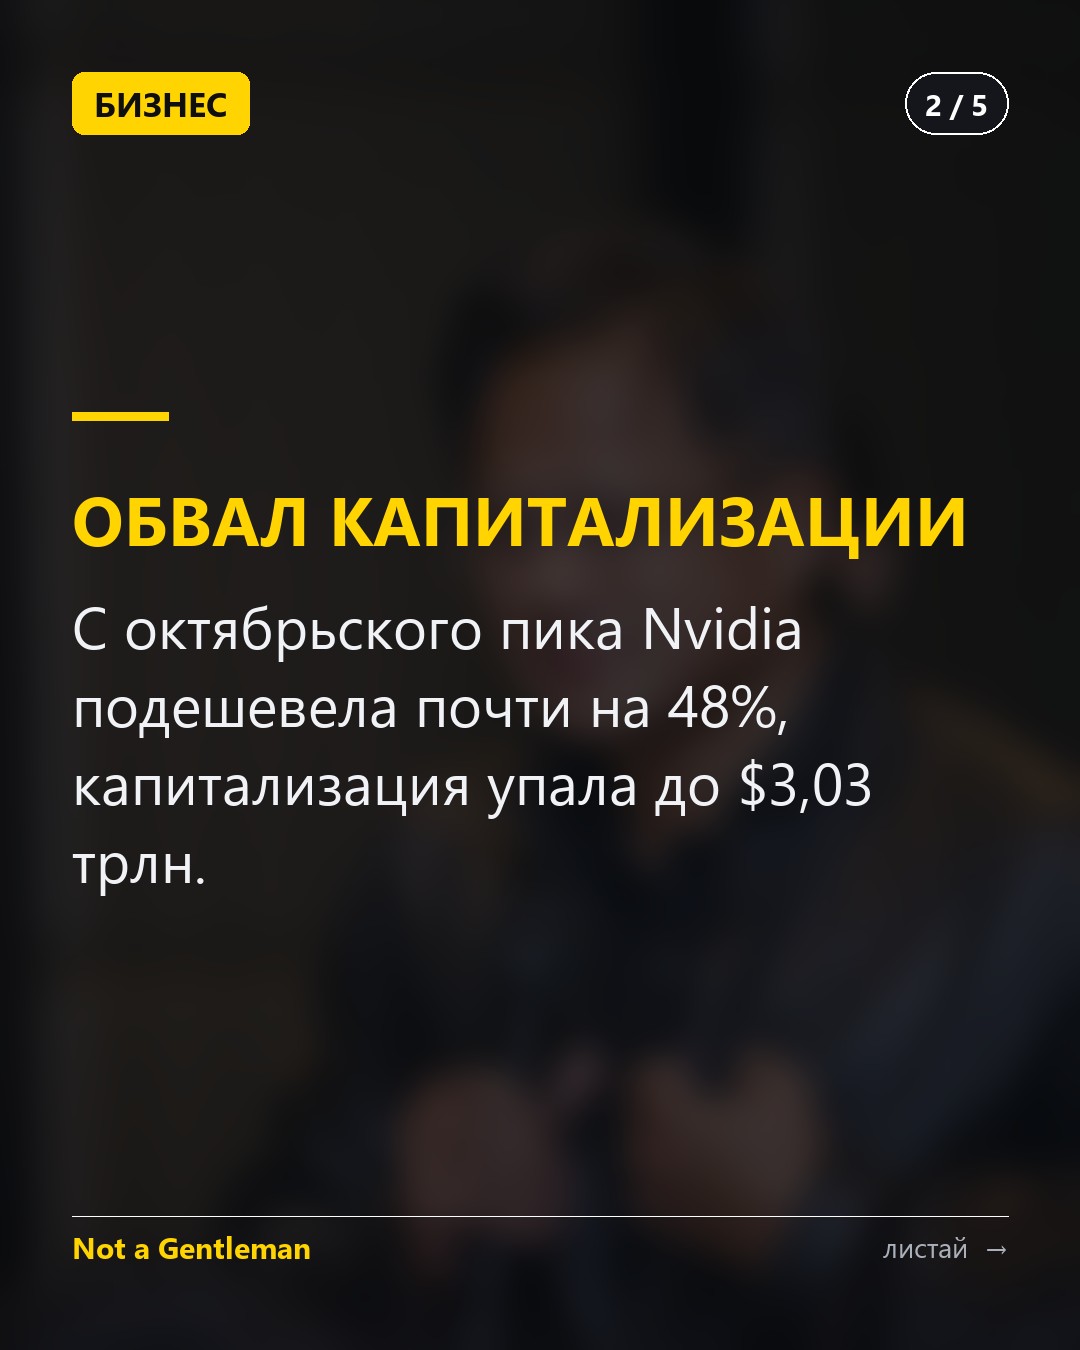 БИЗНЕС
2 / 5
ОБВАЛ КАПИТАЛИЗАЦИИ
С октябрьского пика Nvidia
подешевела почти на 48%,
капитализация упала до $3,03
трлн.
Not a Gentleman
листай →